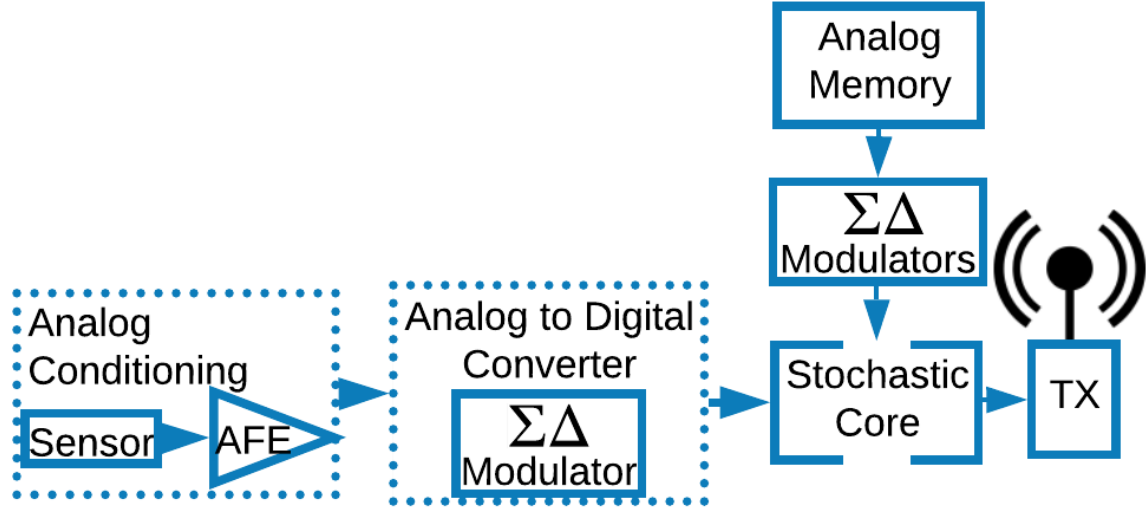 Analog
Memory
ΣΔ
Modulators
Analog
Conditioning
Sensor
AFE
Analog to Digital
Converter
ΣΔ
Modulator
Stochastic
Core
TX